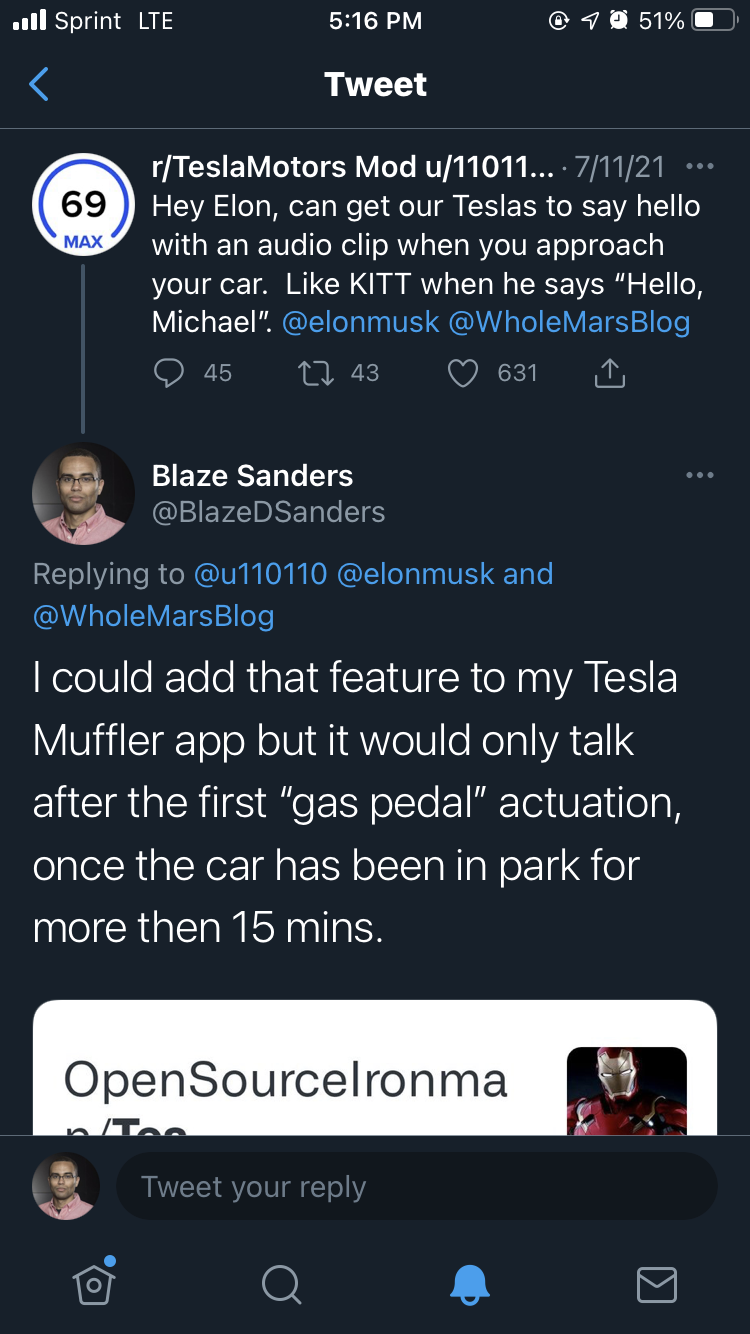 Sprint LTE 5:16 PM 51%
Tweet
69
MAX
r/TeslaMotors Mod u/11011... · 7/11/21
Hey Elon, can get our Teslas to say hello
with an audio clip when you approach
your car.  Like KITT when he says “Hello,
Michael”. @elonmusk @WholeMarsBlog
45 43 631
Blaze Sanders
@BlazeDSanders
Replying to @u110110 @elonmusk and
@WholeMarsBlog
I could add that feature to my Tesla
Muffler app but it would only talk
after the first “gas pedal” actuation,
once the car has been in park for
more then 15 mins.
OpenSourceIronma
n/Tes
Tweet your reply